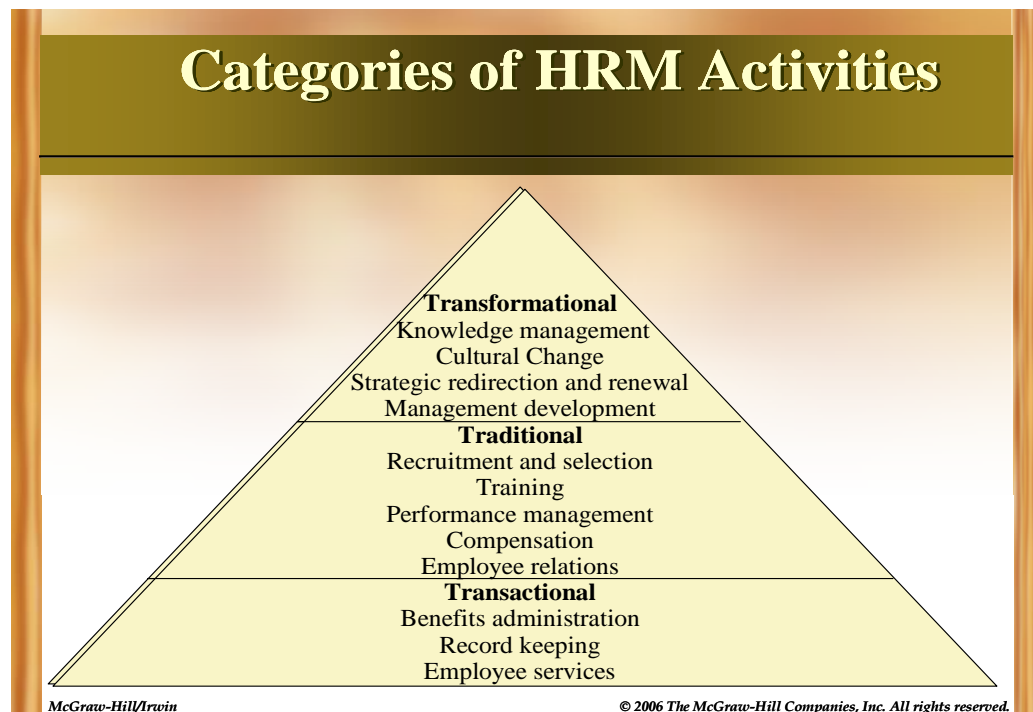 Categories of HRM Activities
Transformational
Knowledge management
Cultural Change
Strategic redirection and renewal
Management development
Traditional
Recruitment and selection
Training
Performance management
Compensation
Employee relations
Transactional
Benefits administration
Record keeping
Employee services
McGraw-Hill/Irwin
© 2006 The McGraw-Hill Companies, Inc. All rights reserved.